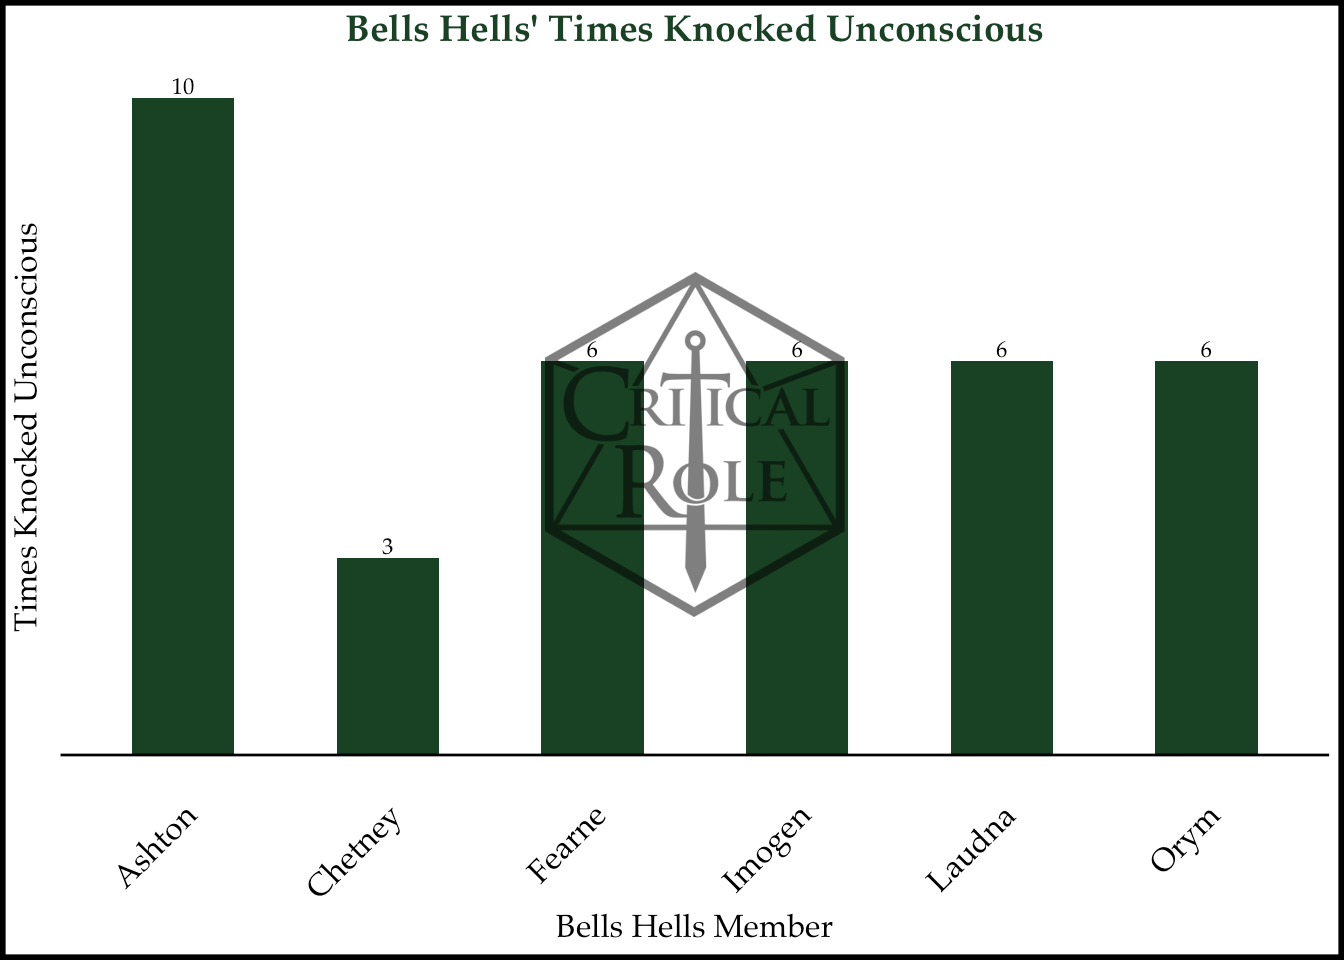 Bells Hells' Times Knocked Unconscious
Times Knocked Unconscious
10
3
6
6
6
6
CRITICAL
ROLE
Ashton
Chetney
Fearne
Imogen
Laudna
Orym
Bells Hells Member